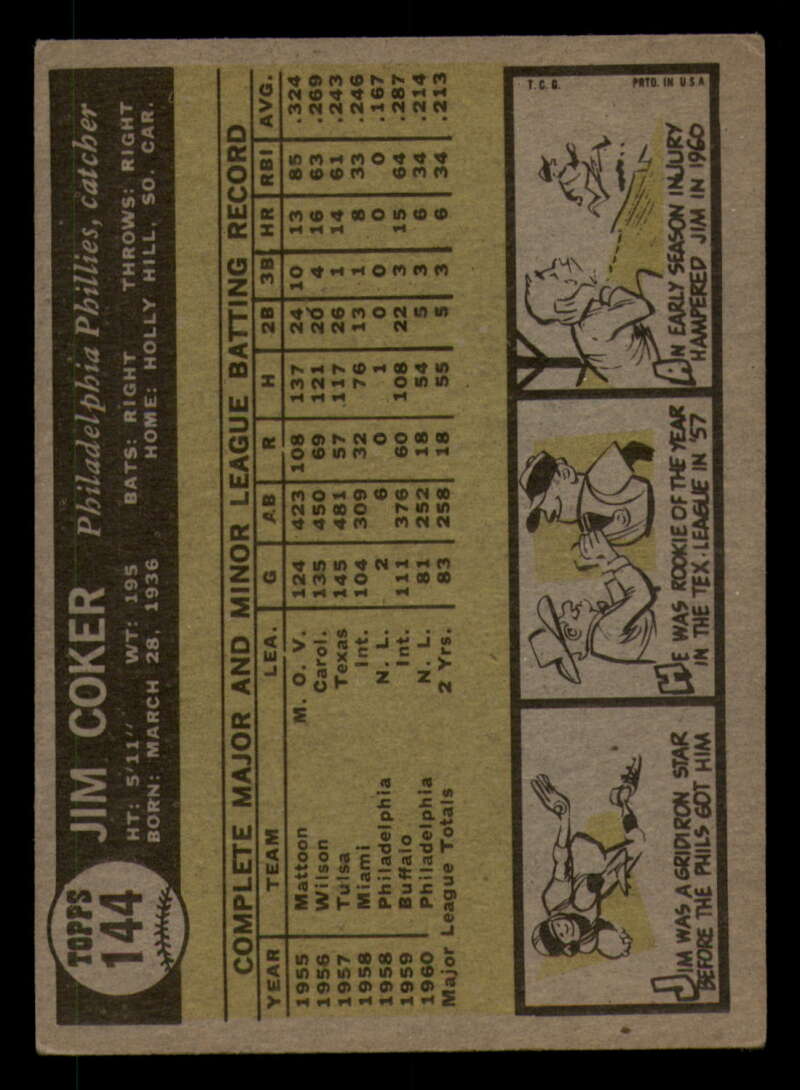 TOPPS
144
JIM COKER Philadelphia Phillies, catcher
HT: 5'11" WT: 195 BATS: RIGHT THROWS: RIGHT
BORN: MARCH 28, 1936 HOME: HOLLY HILL, SO. CAR.
COMPLETE MAJOR AND MINOR LEAGUE BATTING RECORD
YEAR TEAM LEA. G AB R H 2B 3B HR RBI AVG.
1955 Mattoon M. O. V. 124 423 108 137 24 10 13 85 .324
1956 Wilson Carol. 135 450 69 121 20 4 16 63 .269
1957 Tulsa Texas 145 481 57 117 26 1 14 61 .243
1958 Miami Int. 104 309 32 76 13 1 8 33 .246
1958 Philadelphia N. L. 2 6 0 1 0 0 0 0 .167
1959 Buffalo Int. 111 376 60 108 22 3 15 64 .287
1960 Philadelphia N. L. 81 252 18 54 5 3 6 34 .214
Major League Totals 2 Yrs. 83 258 18 55 5 3 6 34 .213
JIM WAS A GRIDIRON STAR
BEFORE THE PHILS GOT HIM
HE WAS ROOKIE OF THE YEAR
IN THE TEX. LEAGUE IN '57
AN EARLY SEASON INJURY
HAMPERED JIM IN 1960
T. C. G.
PRTD. IN U S A